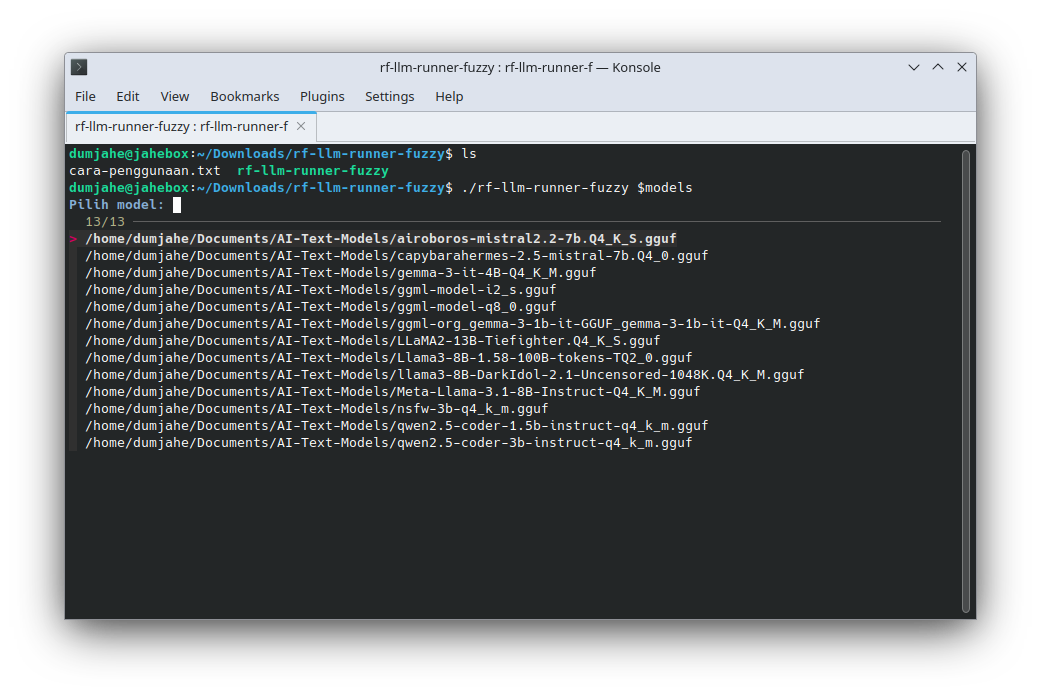 rf-llm-runner-fuzzy : rf-llm-runner-f — Konsole
File Edit View Bookmarks Plugins Settings Help
rf-llm-runner-fuzzy : rf-llm-runner-f
dumjahe@jahebox:~/Downloads/rf-llm-runner-fuzzy$ ls
cara-penggunaan.txt  rf-llm-runner-fuzzy
dumjahe@jahebox:~/Downloads/rf-llm-runner-fuzzy$ ./rf-llm-runner-fuzzy $models
Pilih model:
13/13
> /home/dumjahe/Documents/AI-Text-Models/airoboros-mistral2.2-7b.Q4_K_S.gguf
/home/dumjahe/Documents/AI-Text-Models/capybarahermes-2.5-mistral-7b.Q4_0.gguf
/home/dumjahe/Documents/AI-Text-Models/gemma-3-it-4B-Q4_K_M.gguf
/home/dumjahe/Documents/AI-Text-Models/ggml-model-i2_s.gguf
/home/dumjahe/Documents/AI-Text-Models/ggml-model-q8_0.gguf
/home/dumjahe/Documents/AI-Text-Models/ggml-org_gemma-3-1b-it-GGUF_gemma-3-1b-it-Q4_K_M.gguf
/home/dumjahe/Documents/AI-Text-Models/LLaMA2-13B-Tiefighter.Q4_K_S.gguf
/home/dumjahe/Documents/AI-Text-Models/Llama3-8B-1.58-100B-tokens-TQ2_0.gguf
/home/dumjahe/Documents/AI-Text-Models/llama3-8B-DarkIdol-2.1-Uncensored-1048K.Q4_K_M.gguf
/home/dumjahe/Documents/AI-Text-Models/Meta-Llama-3.1-8B-Instruct-Q4_K_M.gguf
/home/dumjahe/Documents/AI-Text-Models/nsfw-3b-q4_k_m.gguf
/home/dumjahe/Documents/AI-Text-Models/qwen2.5-coder-1.5b-instruct-q4_k_m.gguf
/home/dumjahe/Documents/AI-Text-Models/qwen2.5-coder-3b-instruct-q4_k_m.gguf